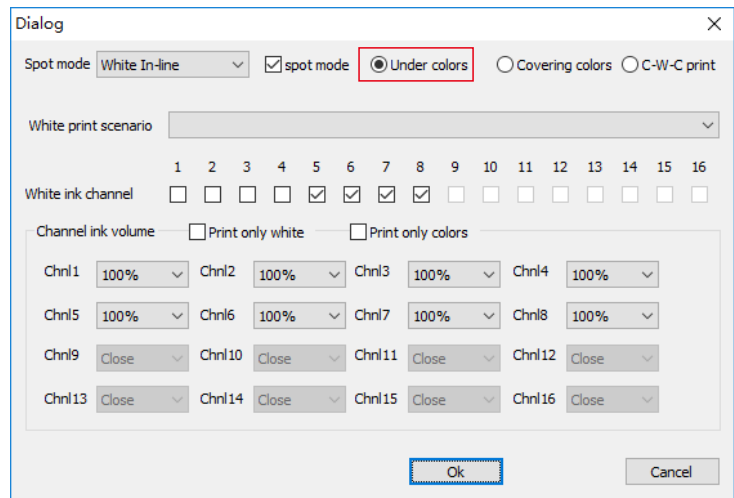 Dialog
Spot mode White In-line spot mode Under colors Covering colors C-W-C print
White print scenario
1 2 3 4 5 6 7 8 9 10 11 12 13 14 15 16
White ink channel
Channel ink volume Print only white Print only colors
Chnl1 100% Chnl2 100% Chnl3 100% Chnl4 100%
Chnl5 100% Chnl6 100% Chnl7 100% Chnl8 100%
Chnl9 Close Chnl10 Close Chnl11 Close Chnl12 Close
Chnl13 Close Chnl14 Close Chnl15 Close Chnl16 Close
Ok Cancel